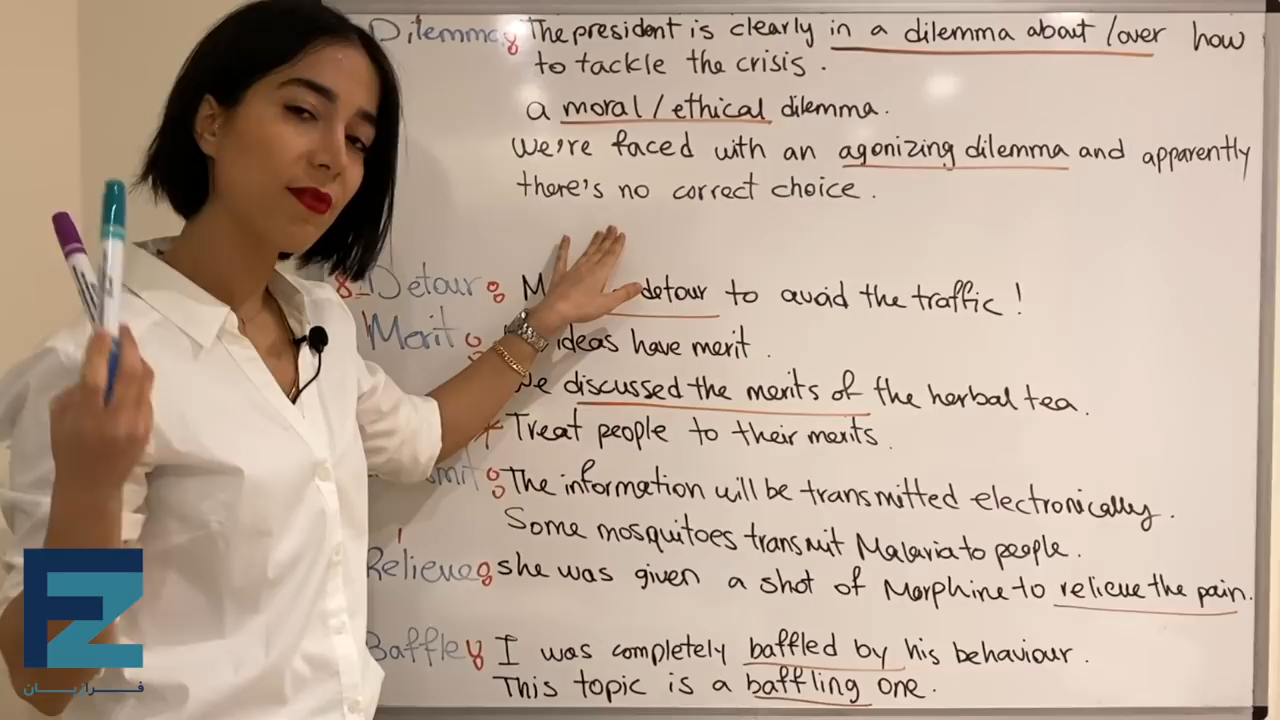 Dilemma: The president is clearly in a dilemma about / over how
to tackle the crisis.
a moral / ethical dilemma.
We're faced with an agonizing dilemma and apparently
there's no correct choice.
Detour: detour to avoid the traffic!
Merit: ideas have merit.
discussed the merits of the herbal tea.
Treat people to their merits.
The information will be transmitted electronically.
Some mosquitoes transmit Malaria to people.
Relieve: she was given a shot of Morphine to relieve the pain.
Baffle: I was completely baffled by his behaviour.
This topic is a baffling one.
FZ
فرازبان